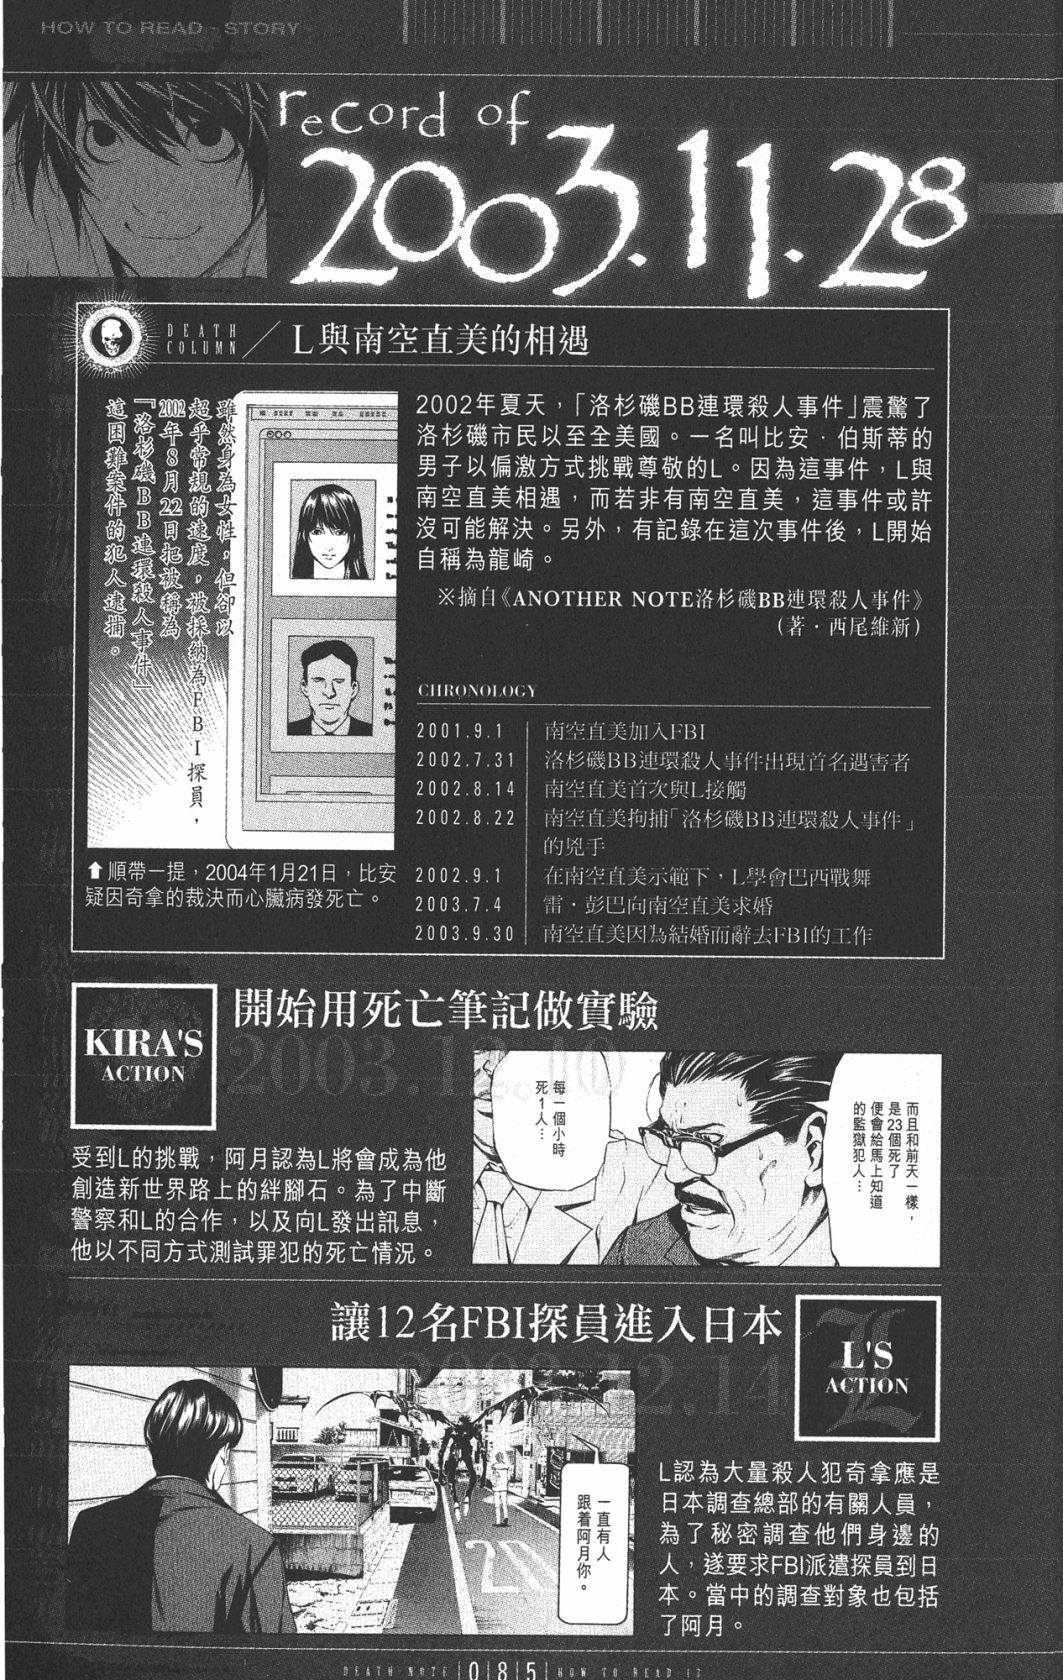 HOW TO READ - STORY -
record of
2003.11.28
DEATH
COLUMN
L與南空直美的相遇
雖然身為女性，但卻以
超乎常規的速度，被採納為FBI探員，
2002年8月22日把被稱為
「洛杉磯BB連環殺人事件」
這困難案件的犯人逮捕。
⬆順帶一提，2004年1月21日，比安
疑因奇拿的裁決而心臟病發死亡。
2002年夏天，「洛杉磯BB連環殺人事件」震驚了
洛杉磯市民以至全美國。一名叫比安．伯斯蒂的
男子以偏激方式挑戰尊敬的L。因為這事件，L與
南空直美相遇，而若非有南空直美，這事件或許
沒可能解決。另外，有記錄在這次事件後，L開始
自稱為龍崎。
※摘自《ANOTHER NOTE洛杉磯BB連環殺人事件》
（著．西尾維新）
CHRONOLOGY
2001.9.1 南空直美加入FBI
2002.7.31 洛杉磯BB連環殺人事件出現首名遇害者
2002.8.14 南空直美首次與L接觸
2002.8.22 南空直美拘捕「洛杉磯BB連環殺人事件」
的兇手
2002.9.1 在南空直美示範下，L學會巴西戰舞
2003.7.4 雷．彭巴向南空直美求婚
2003.9.30 南空直美因為結婚而辭去FBI的工作
KIRA'S
ACTION
開始用死亡筆記做實驗
2003.12.10
受到L的挑戰，阿月認為L將會成為他
創造新世界路上的絆腳石。為了中斷
警察和L的合作，以及向L發出訊息，
他以不同方式測試罪犯的死亡情況。
而且和前天一樣，
是23個死了
便會給馬上知道
的監獄犯人…
每一個小時
死1人…
讓12名FBI探員進入日本
2003.12.14
L'S
ACTION
L認為大量殺人犯奇拿應是
日本調查總部的有關人員，
為了秘密調查他們身邊的
人，遂要求FBI派遣探員到日
本。當中的調查對象也包括
了阿月。
一直有人
跟着阿月你。
20
DEATH NOTE |0|8|5| HOW TO READ 13